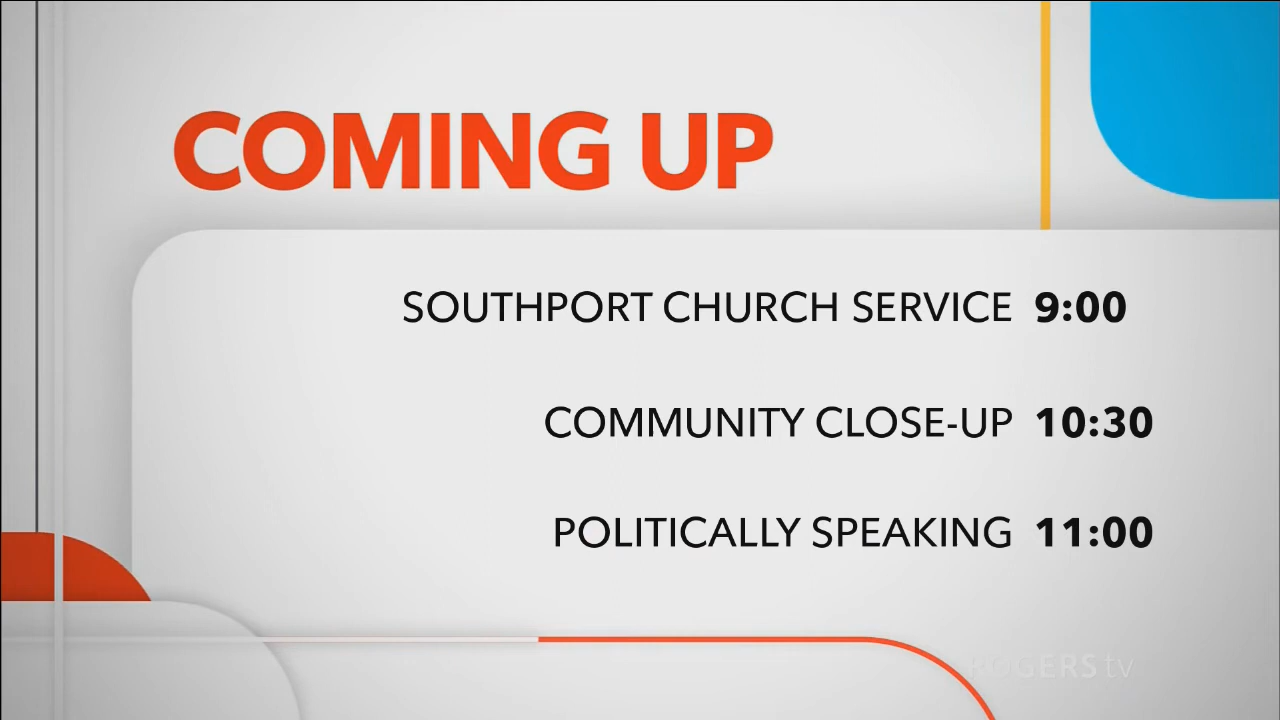 COMING UP
SOUTHPORT CHURCH SERVICE 9:00
COMMUNITY CLOSE-UP 10:30
POLITICALLY SPEAKING 11:00
ROGERS tv